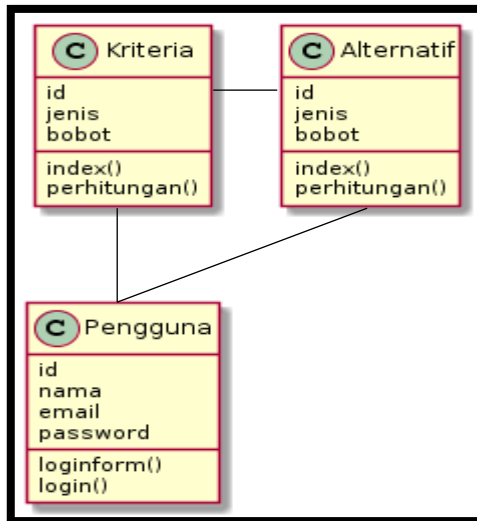 C Kriteria
id
jenis
bobot
index()
perhitungan()
C Alternatif
id
jenis
bobot
index()
perhitungan()
C Pengguna
id
nama
email
password
loginform()
login()